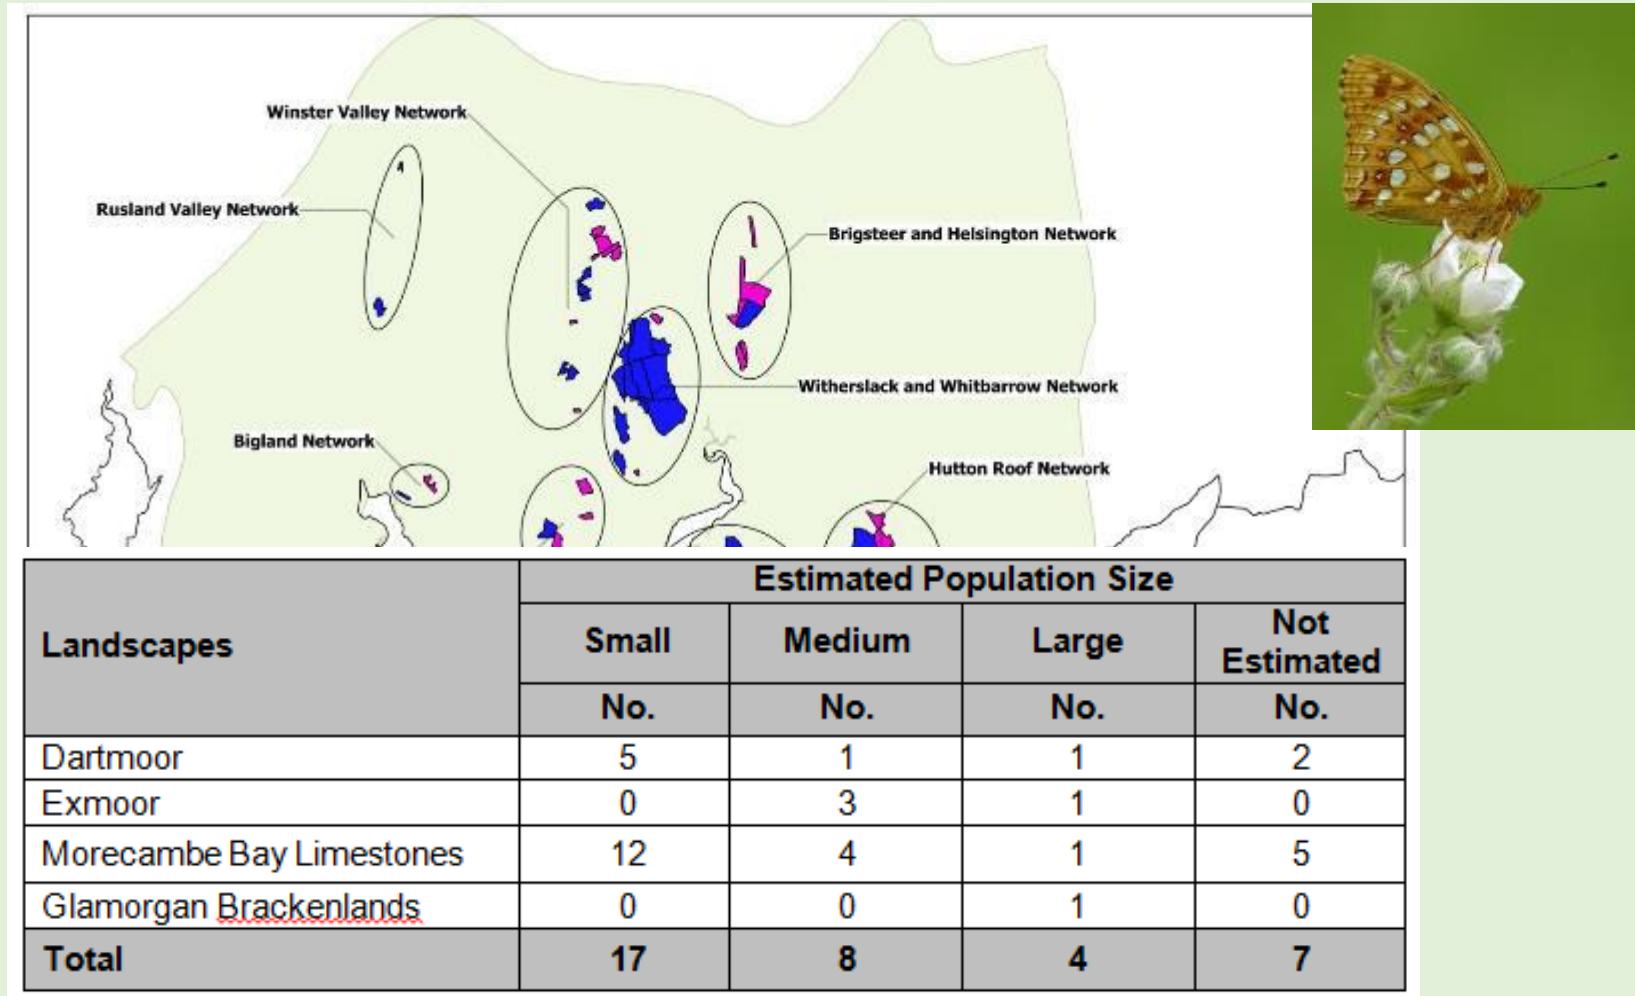 Winster Valley Network
Rusland Valley Network
Brigsteer and Helsington Network
Witherslack and Whitbarrow Network
Bigland Network
Hutton Roof Network
Landscapes
Estimated Population Size
Small
Medium
Large
Not
Estimated
No.
No.
No.
No.
Dartmoor 5 1 1 2
Exmoor 0 3 1 0
Morecambe Bay Limestones 12 4 1 5
Glamorgan Brackenlands 0 0 1 0
Total 17 8 4 7